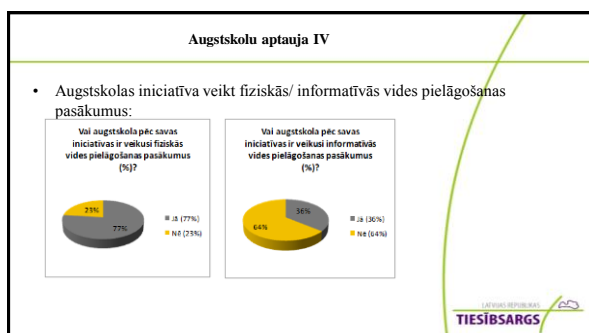 Augstskolu aptauja IV
• Augstskolas iniciatīva veikt fiziskās/ informatīvās vides pielāgošanas
pasākumus:
Vai augstskola pēc savas
iniciatīvas ir veikusi fiziskās
vides pielāgošanas pasākumus
(%)?
23%
77%
Jā (77%)
Nē (23%)
Vai augstskola pēc savas
iniciatīvas ir veikusi informatīvās
vides pielāgošanas pasākumus
(%)?
36%
64%
Jā (36%)
Nē (64%)
LATVIJAS REPUBLIKAS
TIESĪBSARGS